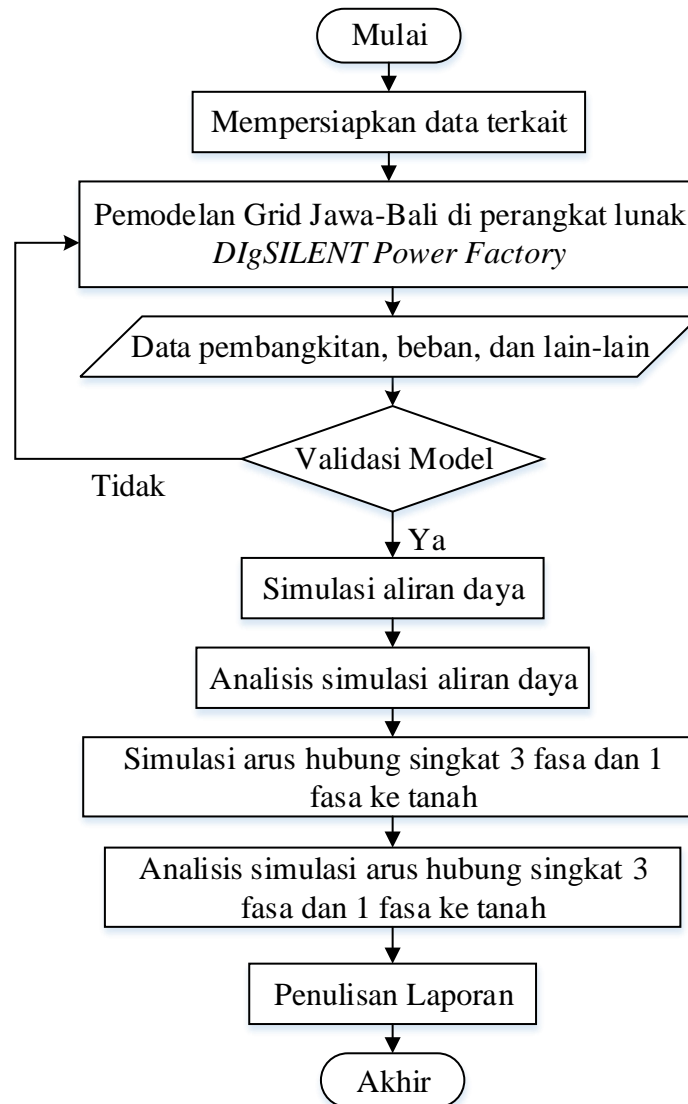 Mulai
Mempersiapkan data terkait
Pemodelan Grid Jawa-Bali di perangkat lunak
DIgSILENT Power Factory
Data pembangkitan, beban, dan lain-lain
Validasi Model
Tidak
Ya
Simulasi aliran daya
Analisis simulasi aliran daya
Simulasi arus hubung singkat 3 fasa dan 1
fasa ke tanah
Analisis simulasi arus hubung singkat 3
fasa dan 1 fasa ke tanah
Penulisan Laporan
Akhir